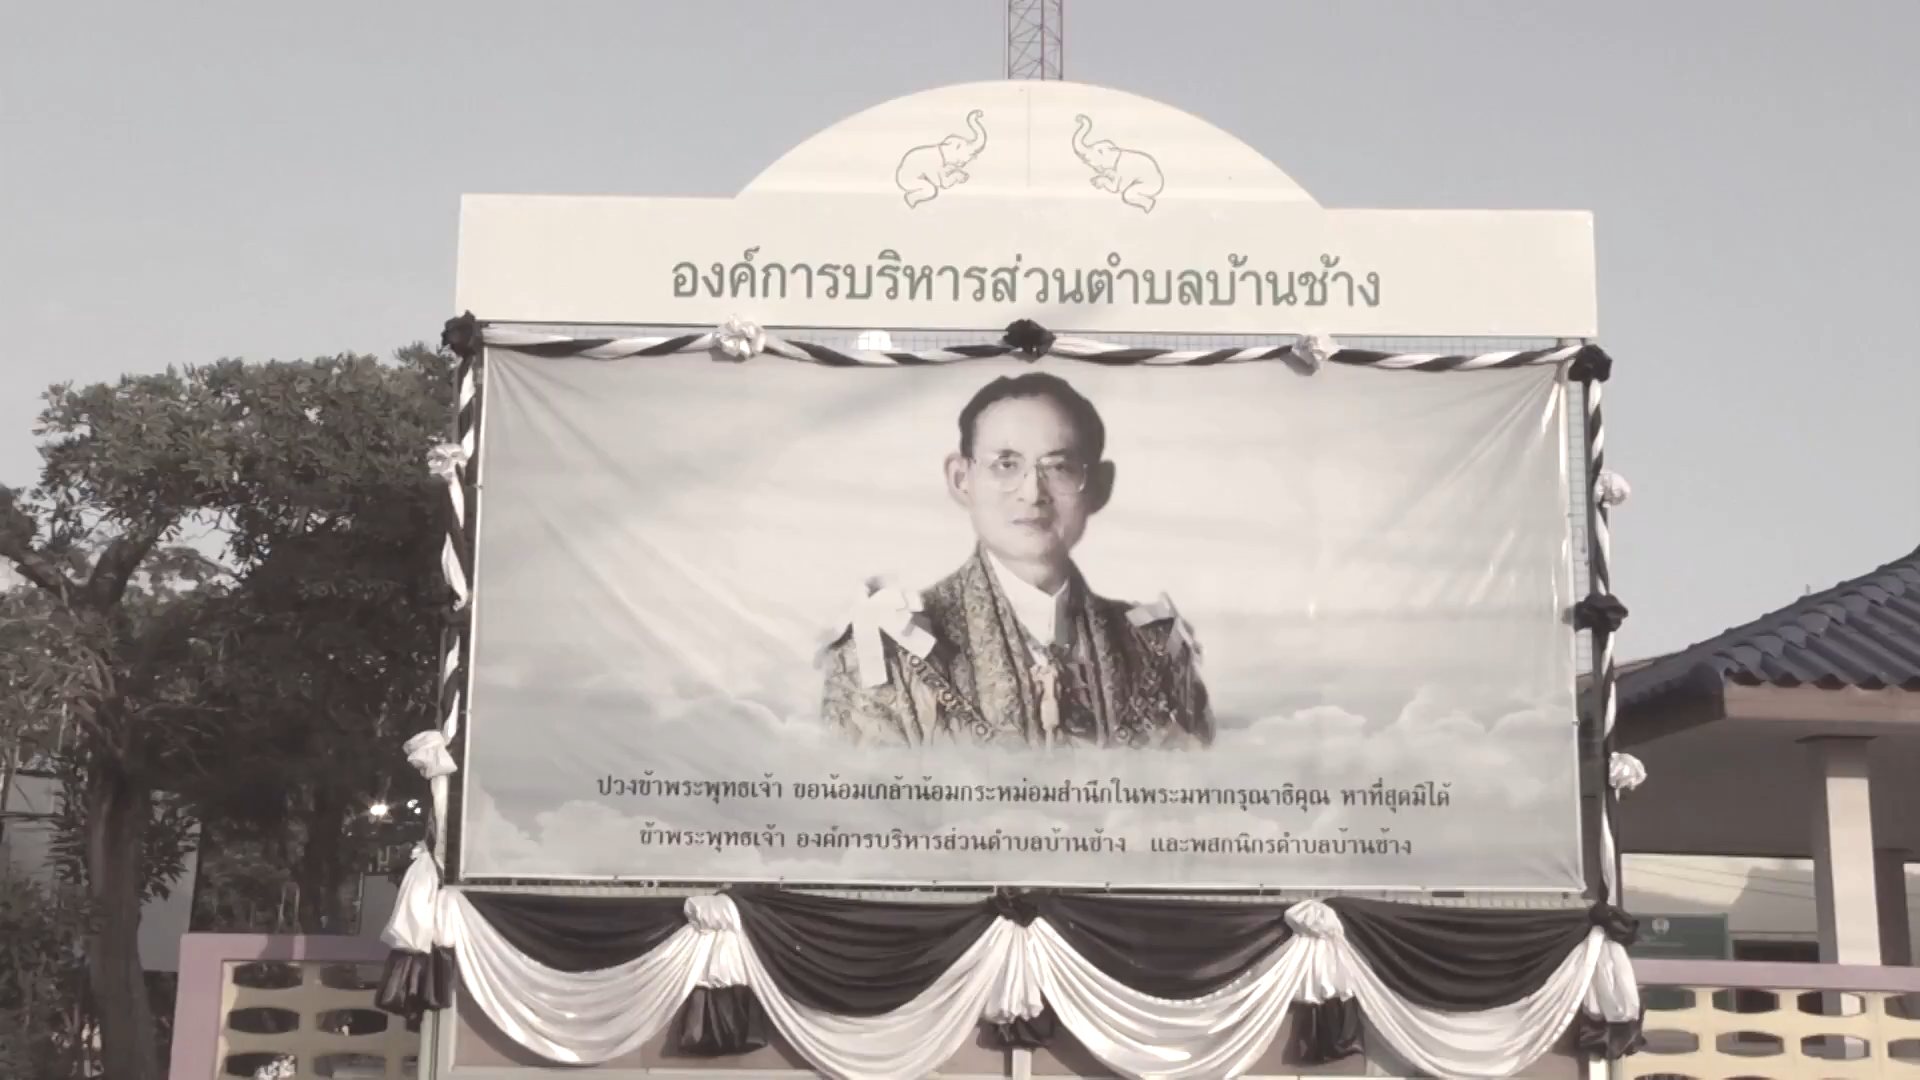 องค์การบริหารส่วนตำบลบ้านช้าง
ปวงข้าพระพุทธเจ้า ขอน้อมเกล้าน้อมกระหม่อมสำนึกในพระมหากรุณาธิคุณ หาที่สุดมิได้
ข้าพระพุทธเจ้า องค์การบริหารส่วนตำบลบ้านช้าง และพสกนิกรตำบลบ้านช้าง